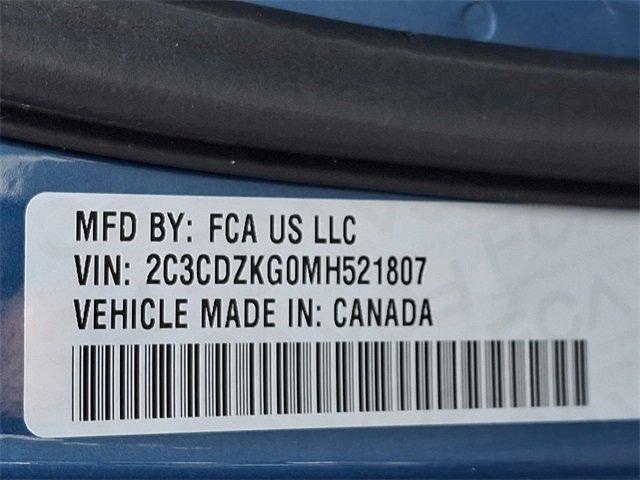 MFD BY: FCA US LLC
VIN: 2C3CDZKG0MH521807
VEHICLE MADE IN: CANADA